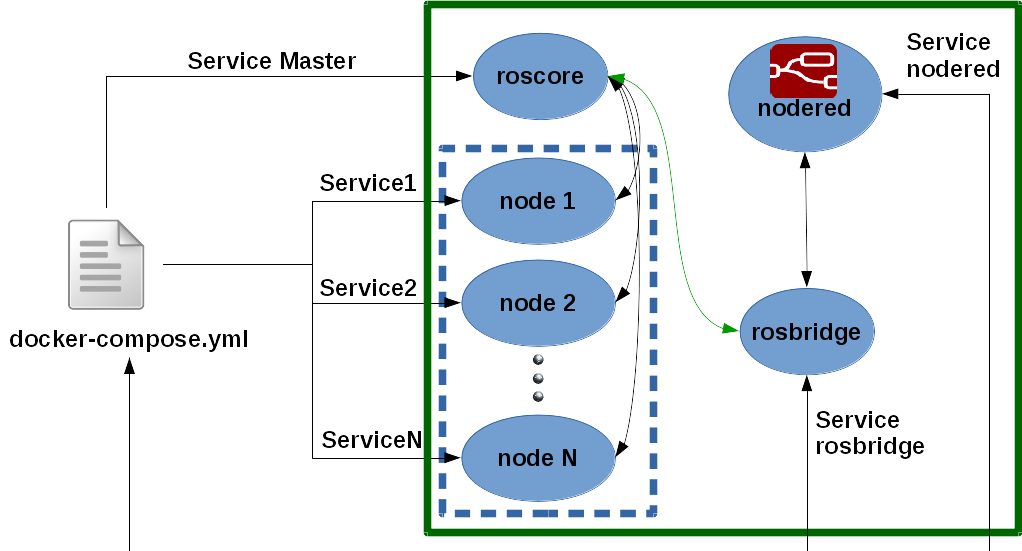 Service Master
roscore
Service
nodered
nodered
Service1
node 1
Service2
node 2
docker-compose.yml
rosbridge
ServiceN
node N
Service
rosbridge